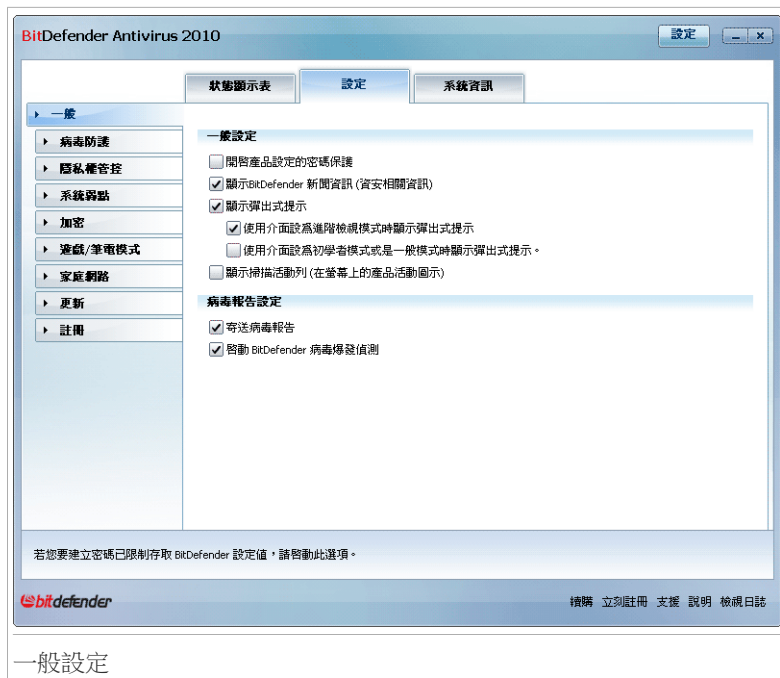 BitDefender Antivirus 2010
設定
狀態顯示表 設定 系統資訊
一般
病毒防護
隱私權管控
系統弱點
加密
遊戲/筆電模式
家庭網路
更新
註冊
一般設定
開啟產品設定的密碼保護
顯示BitDefender 新聞資訊 (資安相關資訊)
顯示彈出式提示
使用介面設為進階檢視模式時顯示彈出式提示
使用介面設為初學者模式或是一般模式時顯示彈出式提示。
顯示掃描活動列 (在螢幕上的產品活動圖示)
病毒報告設定
寄送病毒報告
啓動 BitDefender 病毒爆發偵測
若您要建立密碼已限制存取 BitDefender 設定值，請啓動此選項。
bitdefender
續購 立刻註冊 支援 說明 檢視日誌
一般設定